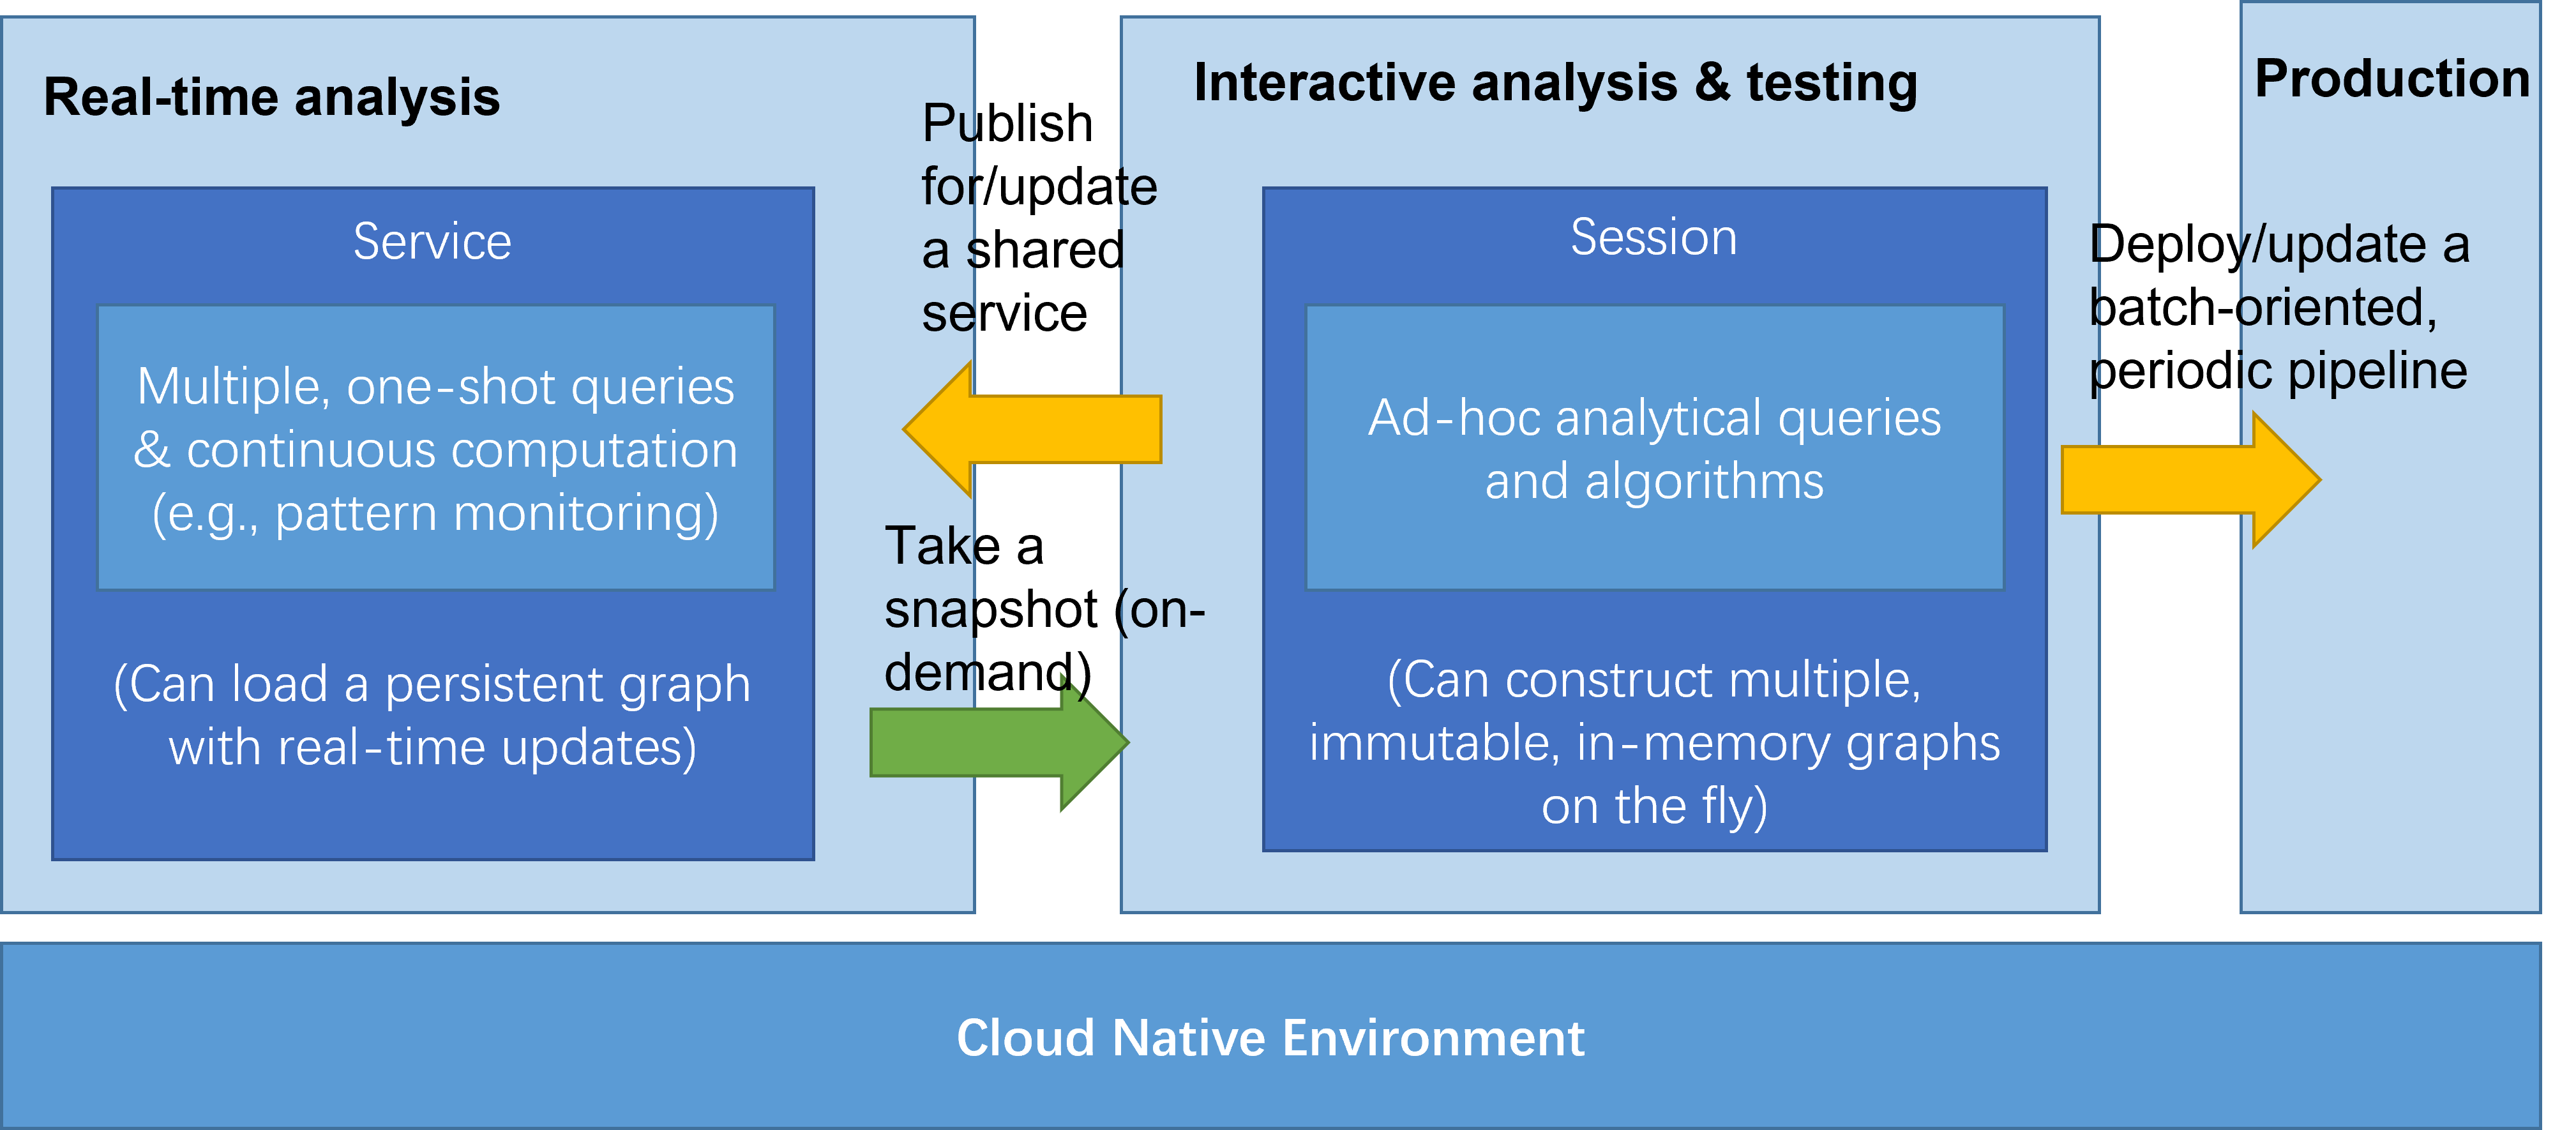 Real-time analysis
Service
Multiple, one-shot queries
& continuous computation
(e.g., pattern monitoring)
(Can load a persistent graph
with real-time updates)
Publish
for/update
a shared
service
Take a
snapshot (on-
demand)
Interactive analysis & testing
Session
Ad-hoc analytical queries
and algorithms
(Can construct multiple,
immutable, in-memory graphs
on the fly)
Deploy/update a
batch-oriented,
periodic pipeline
Production
Cloud Native Environment